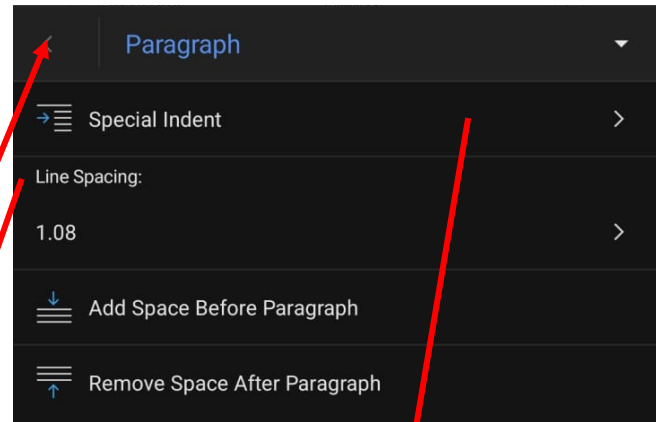 Paragraph
Special Indent
Line Spacing:
1.08
Add Space Before Paragraph
Remove Space After Paragraph